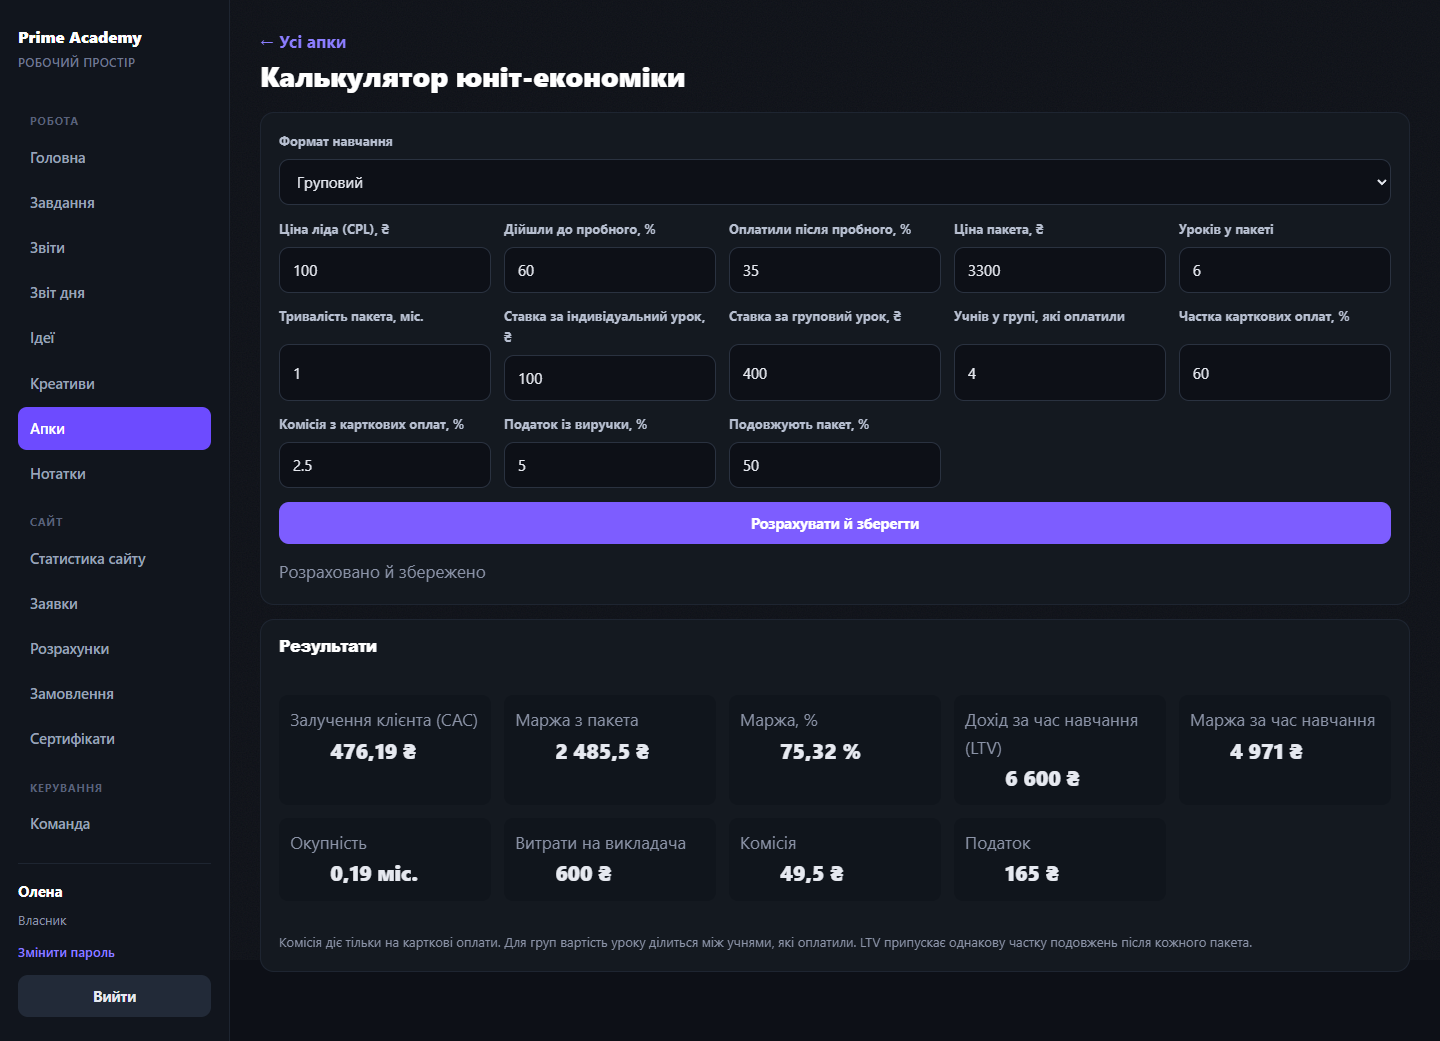 Prime Academy
РОБОЧИЙ ПРОСТІР
РОБОТА
Головна
Завдання
Звіти
Звіт дня
Ідеї
Креативи
Апки
Нотатки
САЙТ
Статистика сайту
Заявки
Розрахунки
Замовлення
Сертифікати
КЕРУВАННЯ
Команда
Олена
Власник
Змінити пароль
Вийти
← Усі апки
Калькулятор юніт-економіки
Формат навчання
Груповий
Ціна ліда (CPL), ₴
100
Дійшли до пробного, %
60
Оплатили після пробного, %
35
Ціна пакета, ₴
3300
Уроків у пакеті
6
Тривалість пакета, міс.
1
Ставка за індивідуальний урок,
₴
100
Ставка за груповий урок, ₴
400
Учнів у групі, які оплатили
4
Частка карткових оплат, %
60
Комісія з карткових оплат, %
2.5
Податок із виручки, %
5
Подовжують пакет, %
50
Розрахувати й зберегти
Розраховано й збережено
Результати
Залучення клієнта (CAC)
476,19 ₴
Маржа з пакета
2 485,5 ₴
Маржа, %
75,32 %
Дохід за час навчання
(LTV)
6 600 ₴
Маржа за час навчання
4 971 ₴
Окупність
0,19 міс.
Витрати на викладача
600 ₴
Комісія
49,5 ₴
Податок
165 ₴
Комісія діє тільки на карткові оплати. Для груп вартість уроку ділиться між учнями, які оплатили. LTV припускає однакову частку подовжень після кожного пакета.